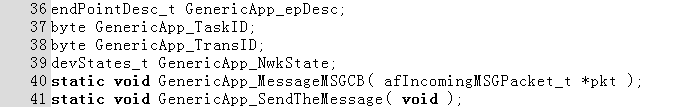 36 endPointDesc_t GenericApp_epDesc;
37 byte GenericApp_TaskID;
38 byte GenericApp_TransID;
39 devStates_t GenericApp_NwkState;
40 static void GenericApp_MessageMSGCB( afIncomingMSGPacket_t *pkt );
41 static void GenericApp_SendTheMessage( void );